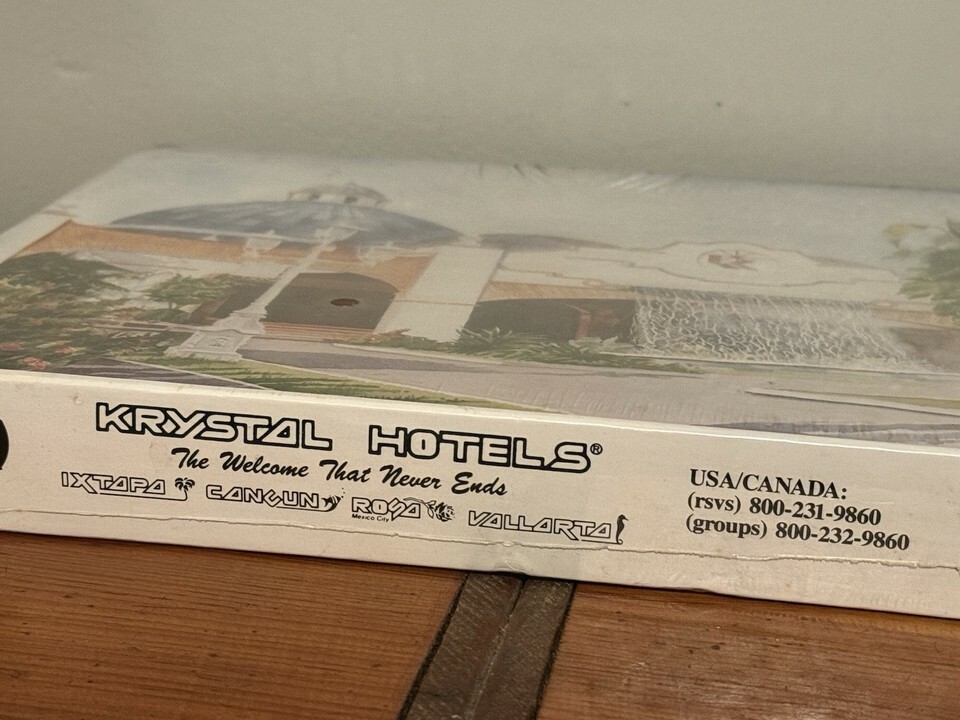 KRYSTAL HOTELS®
The Welcome That Never Ends
IXTAPA CANCUN ROSA VALLARTA
Mexico City
USA/CANADA:
(rsvs) 800-231-9860
(groups) 800-232-9860